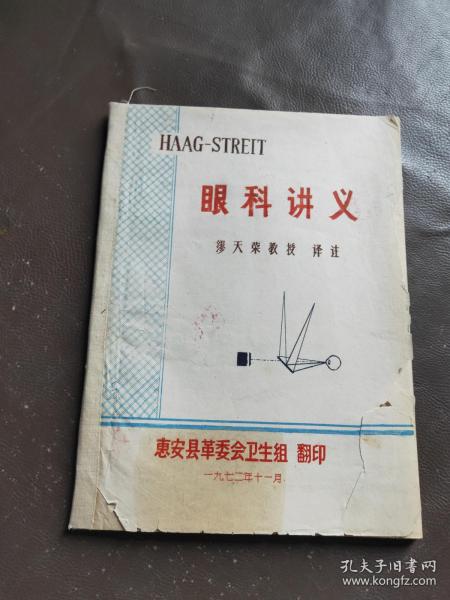 HAAG-STREIT
眼科讲义
缪天荣教授 译注
惠安县革委会卫生组 翻印
一九七二年十一月
孔夫子旧书网
www.kongfz.com